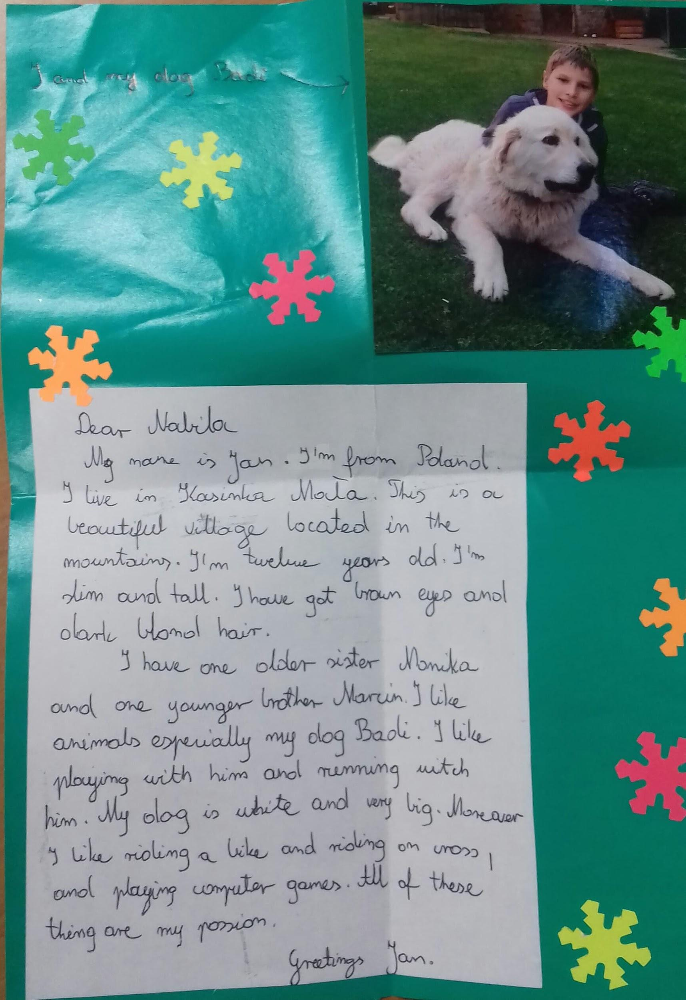 I and my dog Badi
Dear Nabila
My name is Jan. I'm from Poland.
I live in Kasinka Mała. This is a
beautiful village located in the
mountains. I'm twelve years old. I'm
slim and tall. I have got brown eyes and
dark blond hair.
I have one older sister Monika
and one younger brother Marcin. I like
animals especially my dog Badi. I like
playing with him and running witch
him. My dog is white and very big. Moreover
I like riding a bike and riding on cross,
and playing computer games. All of these
thing are my passion.
Greetings Jan.